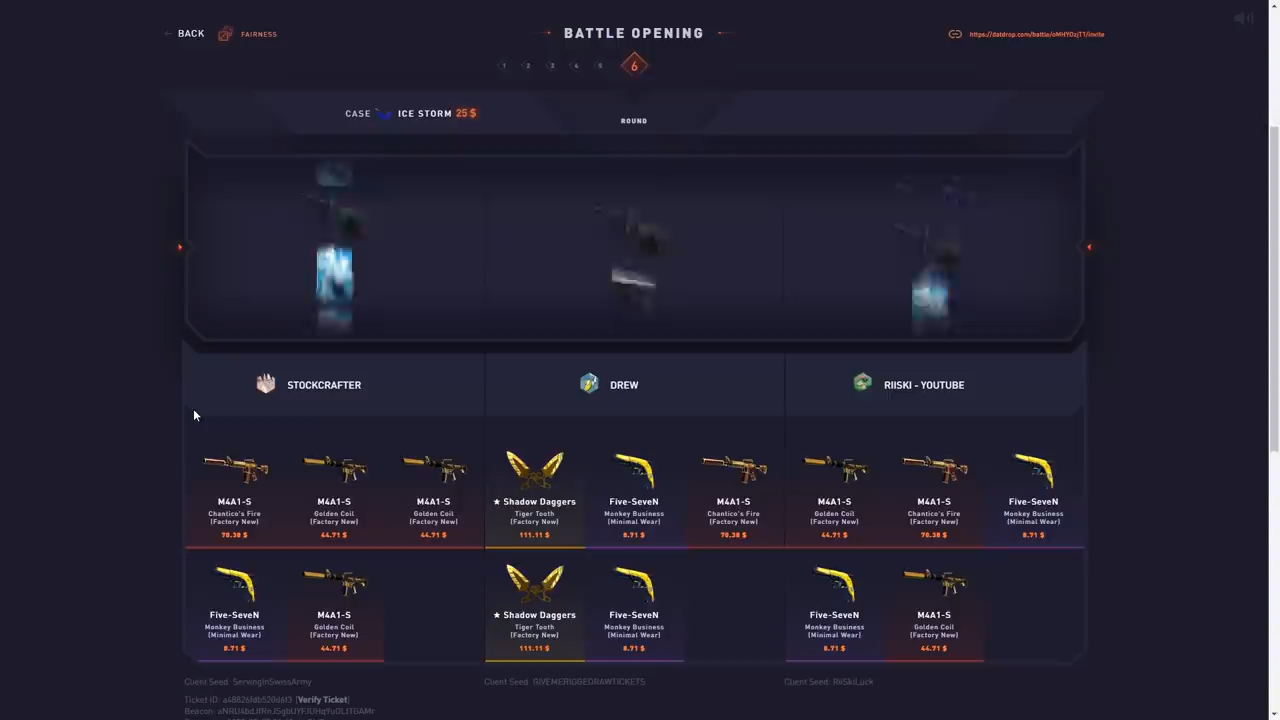 ← BACK
FAIRNESS
BATTLE OPENING
https://datdrop.com/battle/oMHYOzjT1/invite
1 2 3 4 5 6
CASE ICE STORM 25 $
ROUND
STOCKCRAFTER
DREW
RIISKI - YOUTUBE
M4A1-S
Chantico's Fire
(Factory New)
70.38 $
M4A1-S
Golden Coil
(Factory New)
44.71 $
M4A1-S
Golden Coil
(Factory New)
44.71 $
★ Shadow Daggers
Tiger Tooth
(Factory New)
111.11 $
Five-SeveN
Monkey Business
(Minimal Wear)
8.71 $
M4A1-S
Chantico's Fire
(Factory New)
70.38 $
M4A1-S
Golden Coil
(Factory New)
44.71 $
M4A1-S
Chantico's Fire
(Factory New)
70.38 $
Five-SeveN
Monkey Business
(Minimal Wear)
8.71 $
Five-SeveN
Monkey Business
(Minimal Wear)
8.71 $
M4A1-S
Golden Coil
(Factory New)
44.71 $
★ Shadow Daggers
Tiger Tooth
(Factory New)
111.11 $
Five-SeveN
Monkey Business
(Minimal Wear)
8.71 $
Five-SeveN
Monkey Business
(Minimal Wear)
8.71 $
M4A1-S
Golden Coil
(Factory New)
44.71 $
Client Seed: ServingInSwissArmy
Client Seed: GIVEMERIGGEDRAWTICKETS
Client Seed: RiiSkiLuck
Ticket ID: [Verify Ticket]
Beacon: